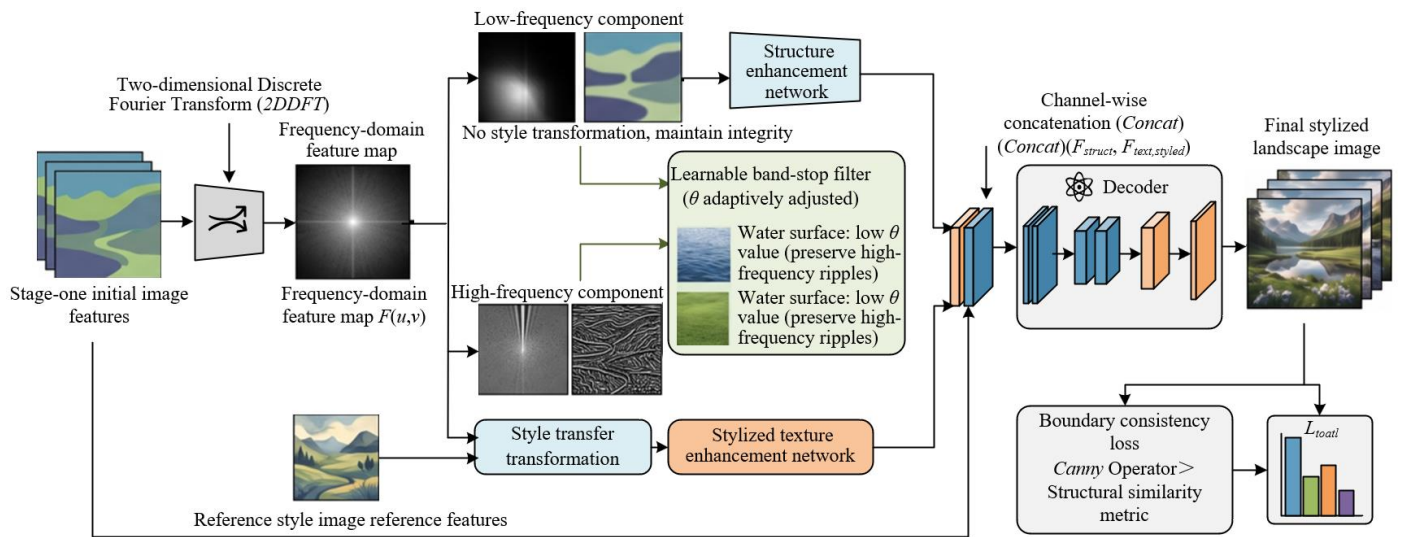 Low-frequency component
Two-dimensional Discrete
Fourier Transform (2DDFT)
Structure
enhancement
network
Frequency-domain
feature map
No style transformation, maintain integrity
Channel-wise
concatenation (Concat)
(Concat)(F_struct, F_text,styled)
Final stylized
landscape image
Learnable band-stop filter
(θ adaptively adjusted)
Decoder
Water surface: low θ
value (preserve high-
frequency ripples)
Stage-one initial image
features
Frequency-domain
feature map F(u,v)
High-frequency component
Water surface: low θ
value (preserve high-
frequency ripples)
Style transfer
transformation
Stylized texture
enhancement network
Boundary consistency
loss
Canny Operator>
Structural similarity
metric
L_toatl
Reference style image reference features